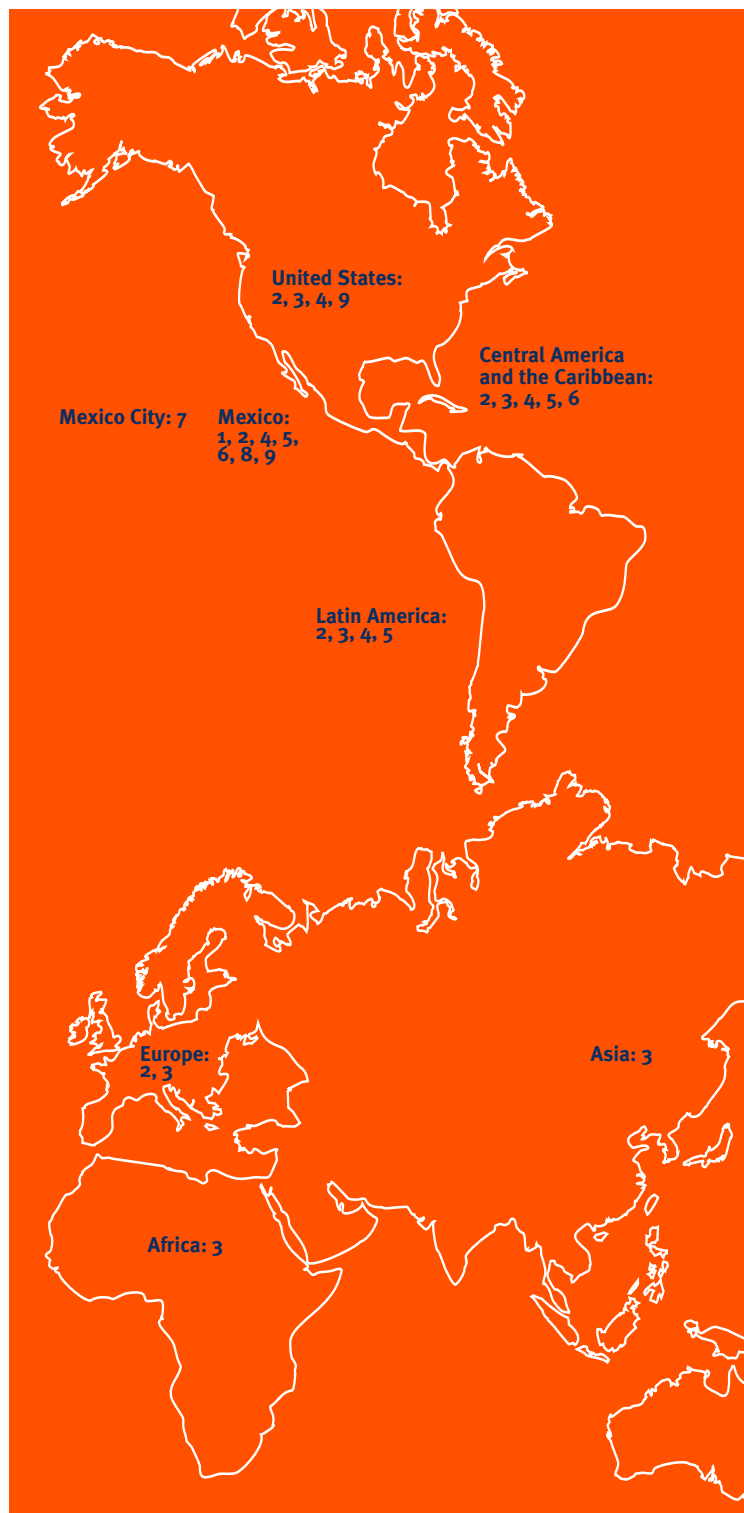 United States:
2, 3, 4, 9
Central America
and the Caribbean:
2, 3, 4, 5, 6
Mexico City: 7
Mexico:
1, 2, 4, 5,
6, 8, 9
Latin America:
2, 3, 4, 5
Europe:
2, 3
Asia: 3
Africa: 3